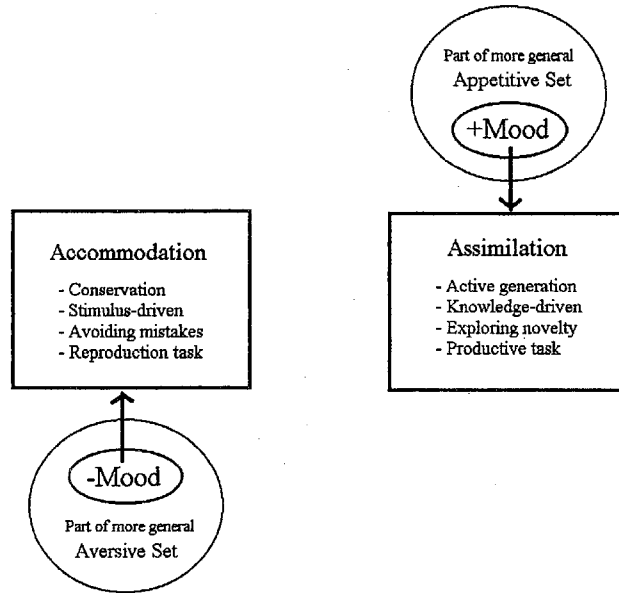 Part of more general
Appetitive Set
+Mood
Accommodation
- Conservation
- Stimulus-driven
- Avoiding mistakes
- Reproduction task
Assimilation
- Active generation
- Knowledge-driven
- Exploring novelty
- Productive task
-Mood
Part of more general
Aversive Set